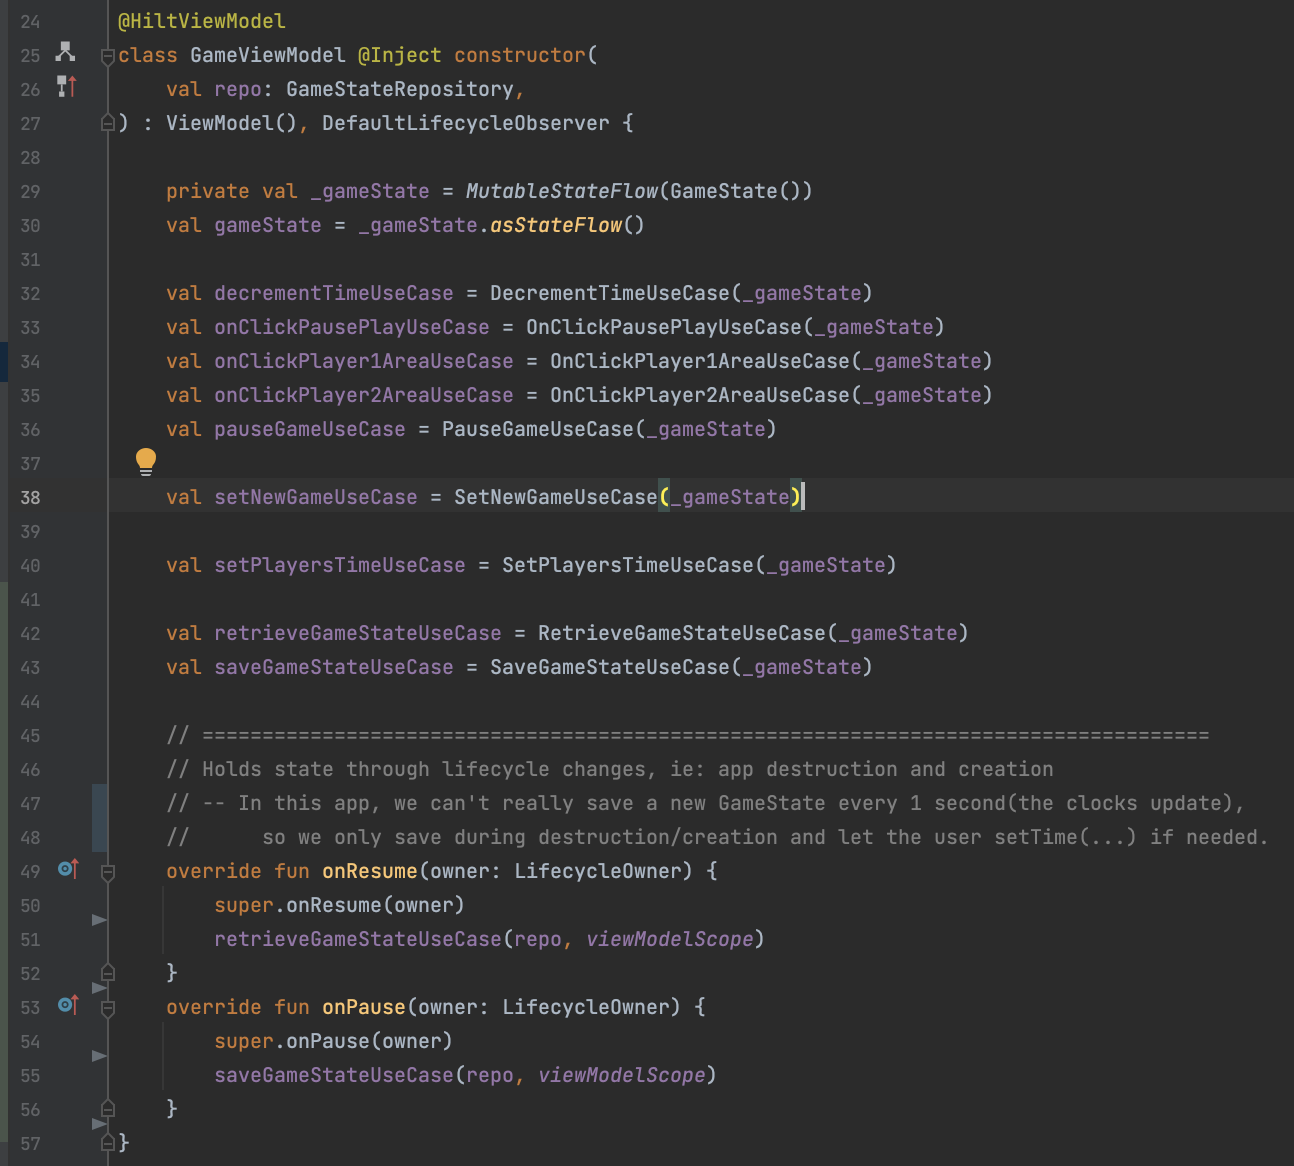 24 @HiltViewModel
25 class GameViewModel @Inject constructor(
26     val repo: GameStateRepository,
27 ) : ViewModel(), DefaultLifecycleObserver {
28
29     private val _gameState = MutableStateFlow(GameState())
30     val gameState = _gameState.asStateFlow()
31
32     val decrementTimeUseCase = DecrementTimeUseCase(_gameState)
33     val onClickPausePlayUseCase = OnClickPausePlayUseCase(_gameState)
34     val onClickPlayer1AreaUseCase = OnClickPlayer1AreaUseCase(_gameState)
35     val onClickPlayer2AreaUseCase = OnClickPlayer2AreaUseCase(_gameState)
36     val pauseGameUseCase = PauseGameUseCase(_gameState)
37
38     val setNewGameUseCase = SetNewGameUseCase(_gameState)
39
40     val setPlayersTimeUseCase = SetPlayersTimeUseCase(_gameState)
41
42     val retrieveGameStateUseCase = RetrieveGameStateUseCase(_gameState)
43     val saveGameStateUseCase = SaveGameStateUseCase(_gameState)
44
45     // ====================================================================================
46     // Holds state through lifecycle changes, ie: app destruction and creation
47     // -- In this app, we can't really save a new GameState every 1 second(the clocks update),
48     //      so we only save during destruction/creation and let the user setTime(...) if needed.
49     override fun onResume(owner: LifecycleOwner) {
50         super.onResume(owner)
51         retrieveGameStateUseCase(repo, viewModelScope)
52     }
53     override fun onPause(owner: LifecycleOwner) {
54         super.onPause(owner)
55         saveGameStateUseCase(repo, viewModelScope)
56     }
57 }